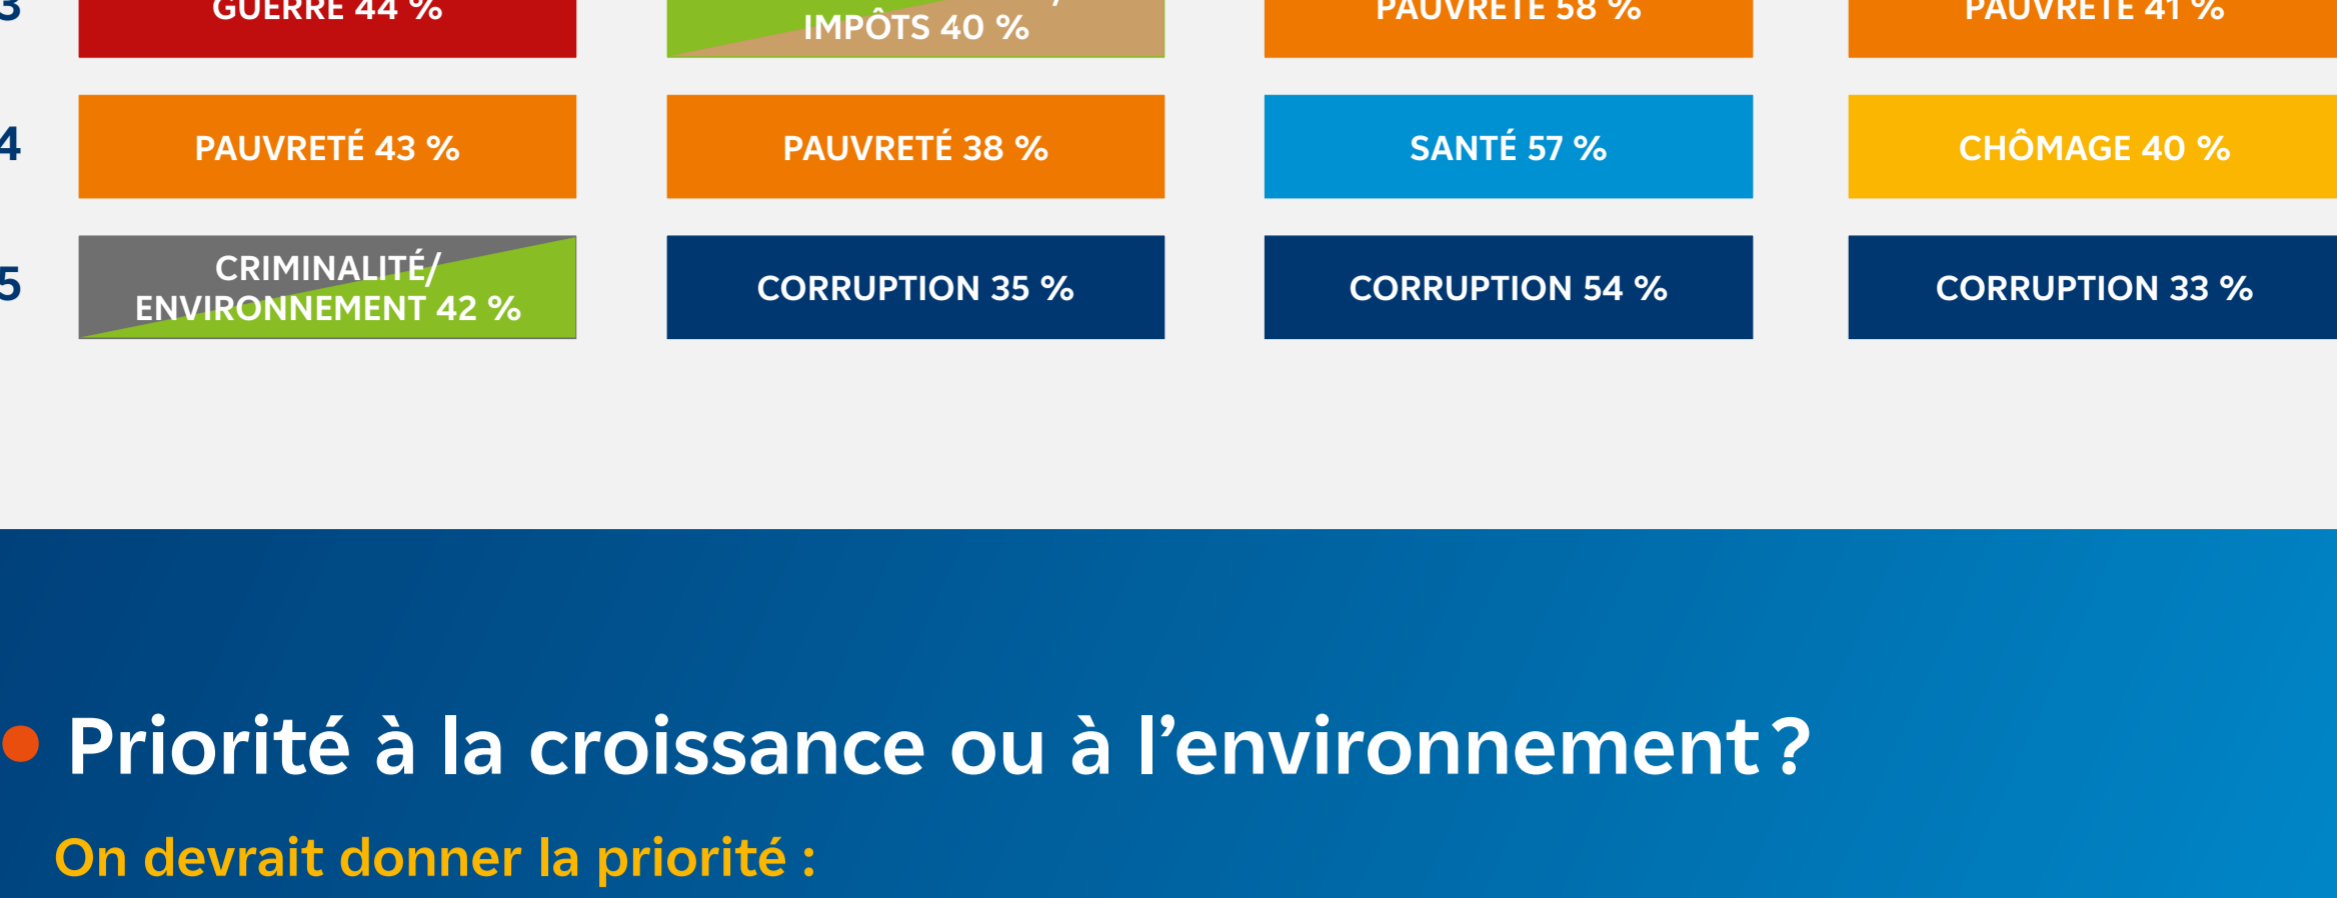 3
GUERRE 44 %
IMPÔTS 40 %
PAUVRETÉ 58 %
PAUVRETÉ 41 %
4
PAUVRETÉ 43 %
PAUVRETÉ 38 %
SANTÉ 57 %
CHÔMAGE 40 %
5
CRIMINALITÉ/
ENVIRONNEMENT 42 %
CORRUPTION 35 %
CORRUPTION 54 %
CORRUPTION 33 %
Priorité à la croissance ou à l’environnement ?
On devrait donner la priorité :